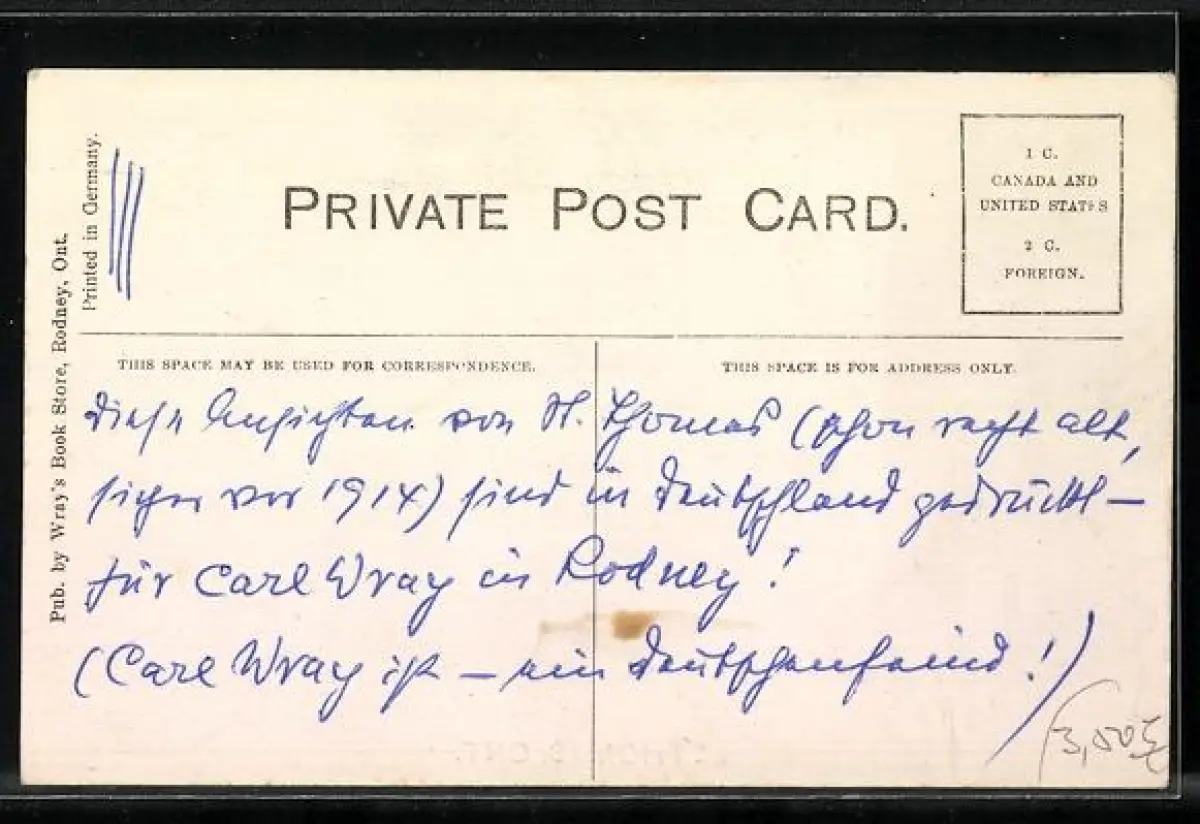 PRIVATE POST CARD.
1 C.
CANADA AND
UNITED STATES
2 C.
FOREIGN.
Printed in Germany.
Pub. by Wray's Book Store, Rodney, Ont.
THIS SPACE MAY BE USED FOR CORRESPONDENCE.
THIS SPACE IS FOR ADDRESS ONLY.
Diese Ansichten von St. Thomas (schon recht alt,
sicher vor 1914) sind in Deutschland gedruckt –
für Carl Wray in Rodney!
(Carl Wray ist – ein Deutschenfeind!)
3,50